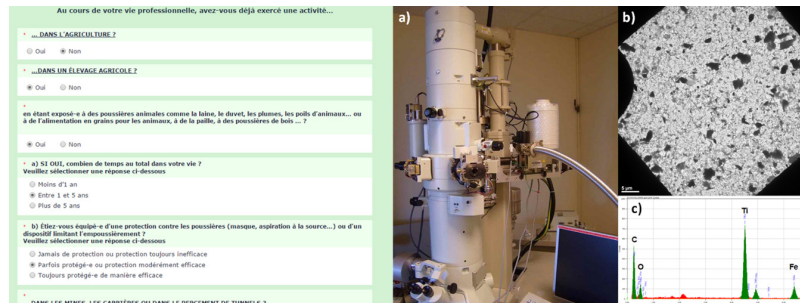 Au cours de votre vie professionnelle, avez-vous déjà exercé une activité...
* ... DANS L'AGRICULTURE ?
Oui Non
* ...DANS UN ÉLEVAGE AGRICOLE ?
Oui Non
*
en étant exposé-e à des poussières animales comme la laine, le duvet, les plumes, les poils d'animaux... ou
à de l'alimentation en grains pour les animaux, à de la paille, à des poussières de bois ... ?
Oui Non
* a) SI OUI, combien de temps au total dans votre vie ?
Veuillez sélectionner une réponse ci-dessous
Moins d'1 an
Entre 1 et 5 ans
Plus de 5 ans
* b) Étiez-vous équipé-e d'une protection contre les poussières (masque, aspiration à la source...) ou d'un
dispositif limitant l'empoussièrement ?
Veuillez sélectionner une réponse ci-dessous
Jamais de protection ou protection toujours inefficace
Parfois protégé-e ou protection modérément efficace
Toujours protégé-e de manière efficace
* DANS LES MINES, LES CARRIÈRES OU DANS LE PERCEMENT DE TUNNELS ?
a)
b)
5 µm
c)
Ti
C
O
Fe